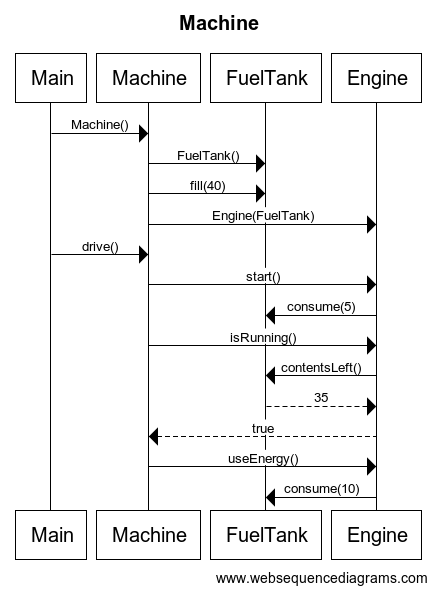 Machine
Main Machine FuelTank Engine
Machine()
FuelTank()
fill(40)
Engine(FuelTank)
drive()
start()
consume(5)
isRunning()
contentsLeft()
35
true
useEnergy()
consume(10)
Main Machine FuelTank Engine
www.websequencediagrams.com